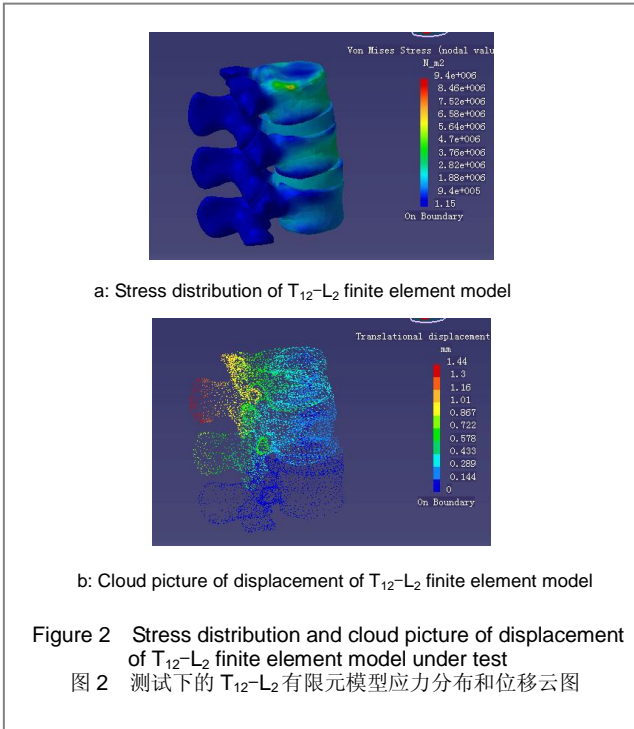 Von Mises Stress (nodal valu
N_m2
9.4e+006
8.46e+006
7.52e+006
6.58e+006
5.64e+006
4.7e+006
3.76e+006
2.82e+006
1.88e+006
9.4e+005
1.15
On Boundary
a: Stress distribution of T12-L2 finite element model
Translational displacement
mm
1.44
1.3
1.16
1.01
0.867
0.722
0.578
0.433
0.289
0.144
0
On Boundary
b: Cloud picture of displacement of T12-L2 finite element model
Figure 2 Stress distribution and cloud picture of displacement
of T12-L2 finite element model under test
图 2 测试下的 T12-L2 有限元模型应力分布和位移云图